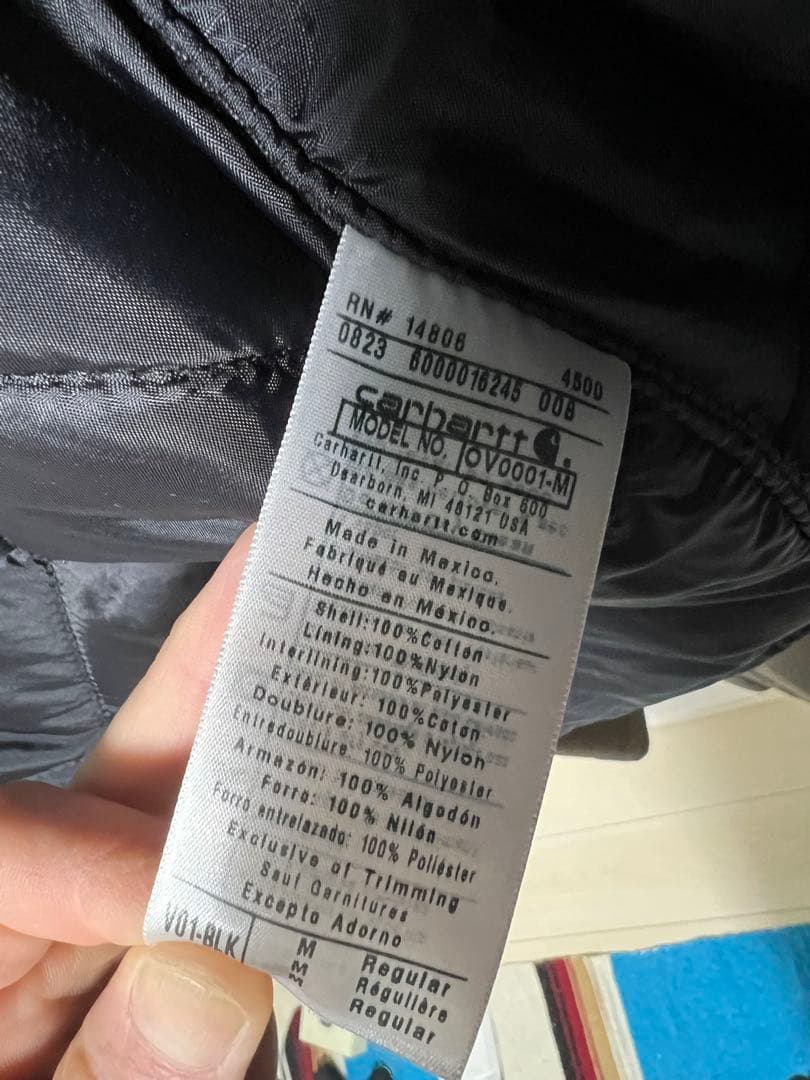 RN# 14806 4500
0823 6000016245 008
carhartt
MODEL NO. OV0001-M
Carhartt, Inc. P. O. Box 600
Dearborn, MI 48121 USA
carhartt.com
Made in Mexico.
Fabriqué au Mexique.
Hecho en México.
Shell:100%Cotton
Lining:100%Nylon
Interlining:100%Polyester
Extérieur: 100%Coton
Doublure: 100% Nylon
Entredoublure: 100% Polyester
Armazón: 100% Algodón
Forro: 100% Nilón
Forro entrelazado: 100% Poliéster
Exclusive of Trimming
Sauf Garnitures
Excepto Adorno
V01-BLK M Regular
M Régulière
M Regular